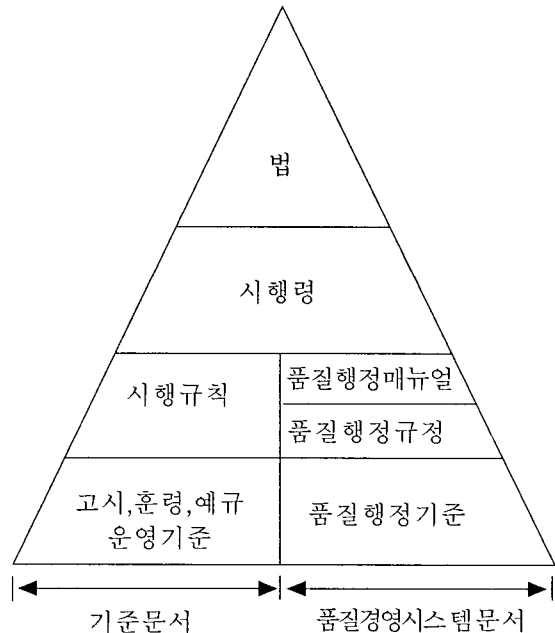 법
시행령
시행규칙
품질행정매뉴얼
품질행정규정
고시,훈령,예규
운영기준
품질행정기준
기준문서
품질경영시스템문서